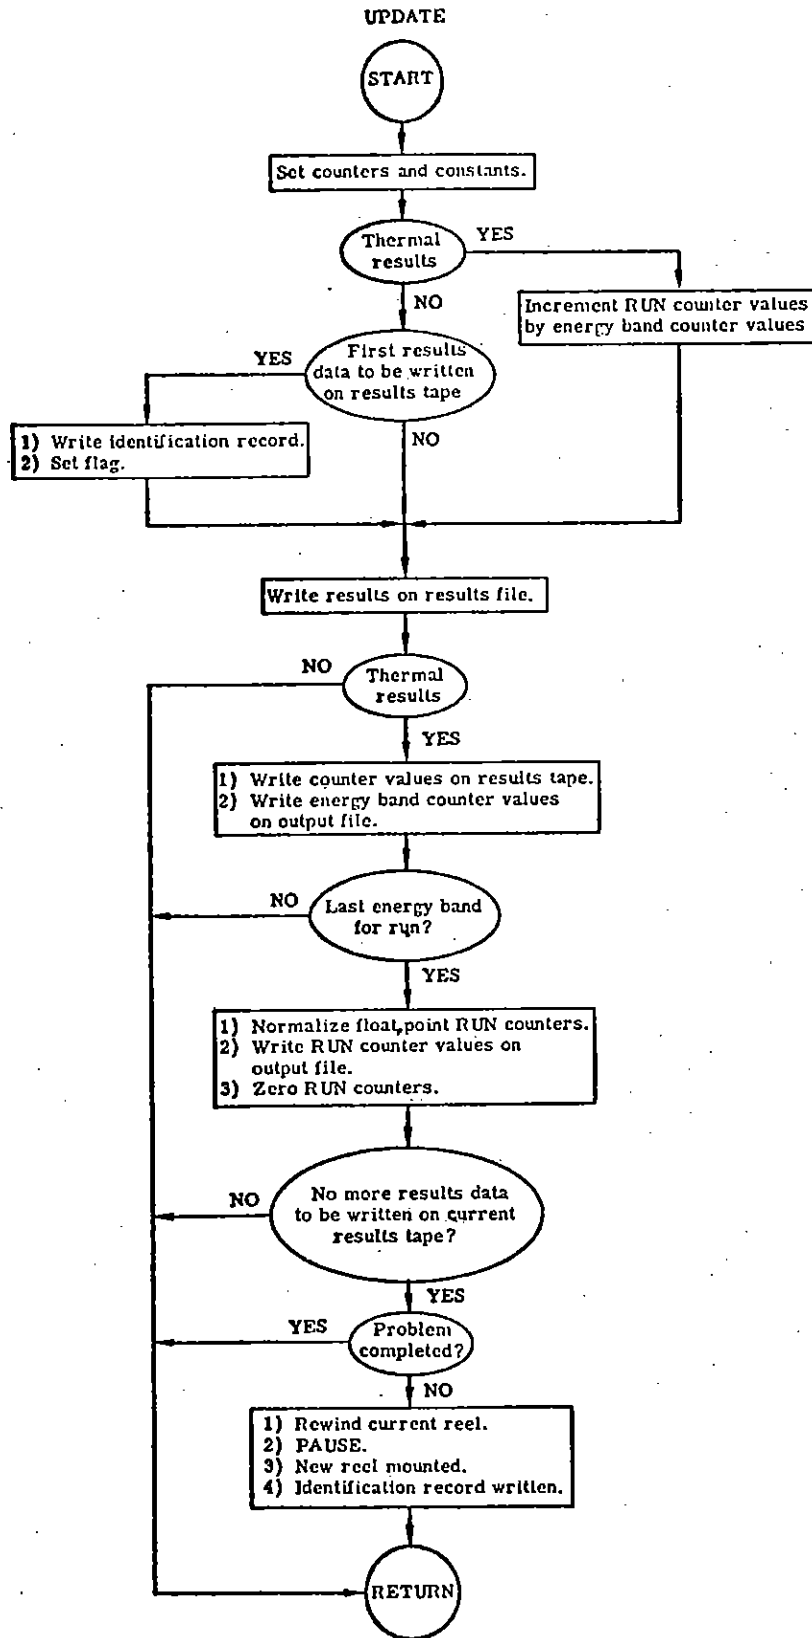 UPDATE
START
Set counters and constants.
Thermal
results
YES
NO
Increment RUN counter values
by energy band counter values
First results
data to be written
on results tape
YES
NO
1) Write identification record.
2) Set flag.
Write results on results file.
Thermal
results
NO
YES
1) Write counter values on results tape.
2) Write energy band counter values
on output file.
Last energy band
for run?
NO
YES
1) Normalize float point RUN counters.
2) Write RUN counter values on
output file.
3) Zero RUN counters.
No more results data
to be written on current
results tape?
NO
YES
Problem
completed?
YES
NO
1) Rewind current reel.
2) PAUSE.
3) New reel mounted.
4) Identification record written.
RETURN